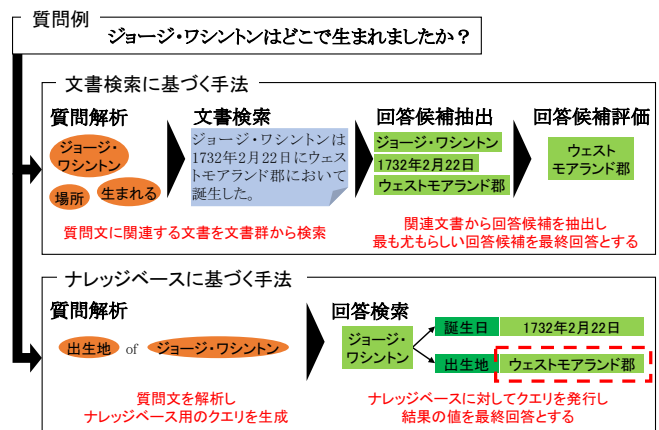 質問例
ジョージ・ワシントンはどこで生まれましたか？
文書検索に基づく手法
質問解析
文書検索
回答候補抽出
回答候補評価
ジョージ・
ワシントン
場所
生まれる
ジョージ・ワシントンは
1732年2月22日にウェス
トモアランド郡において
誕生した。
ジョージ・ワシントン
1732年2月22日
ウェストモアランド郡
ウェスト
モアランド郡
質問文に関連する文書を文書群から検索
関連文書から回答候補を抽出し
最も尤もらしい回答候補を最終回答とする
ナレッジベースに基づく手法
質問解析
回答検索
出生地 of ジョージ・ワシントン
ジョージ・
ワシントン
誕生日 1732年2月22日
出生地 ウェストモアランド郡
質問文を解析し
ナレッジベース用のクエリを生成
ナレッジベースに対してクエリを発行し
結果の値を最終回答とする